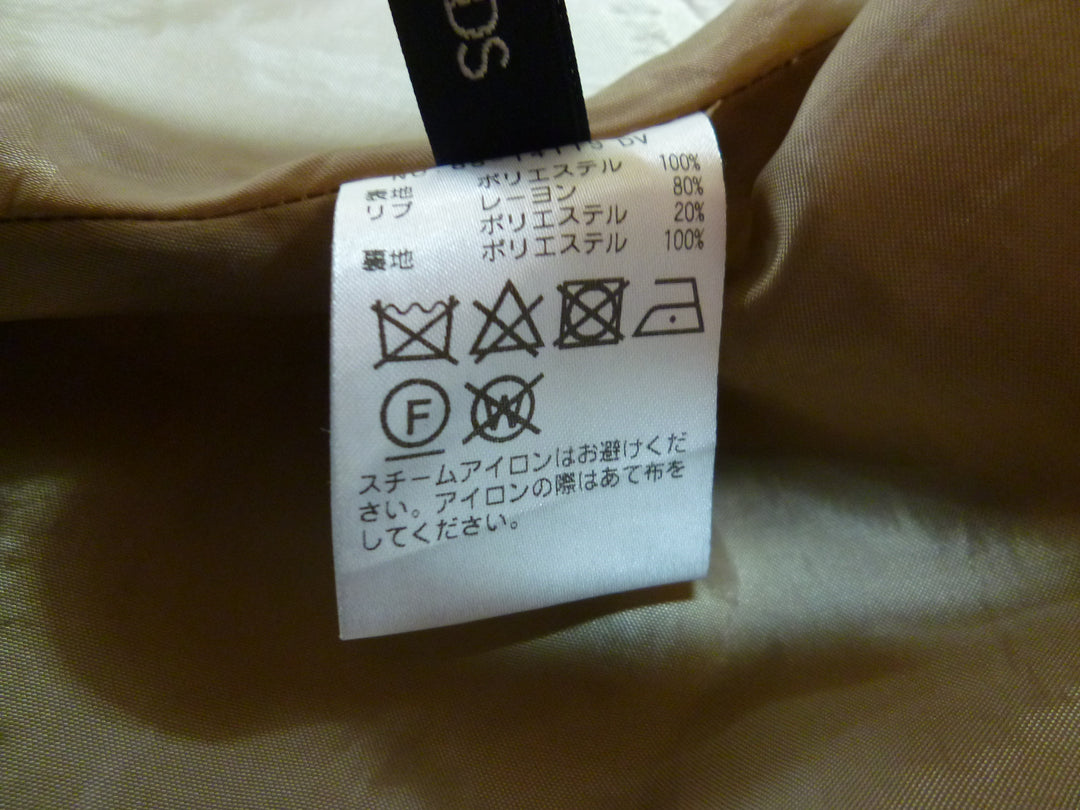 DS
表地 ポリエステル 100%
リブ レーヨン 80%
ポリエステル 20%
裏地 ポリエステル 100%
F W
スチームアイロンはお避けくだ
さい。アイロンの際はあて布を
してください。